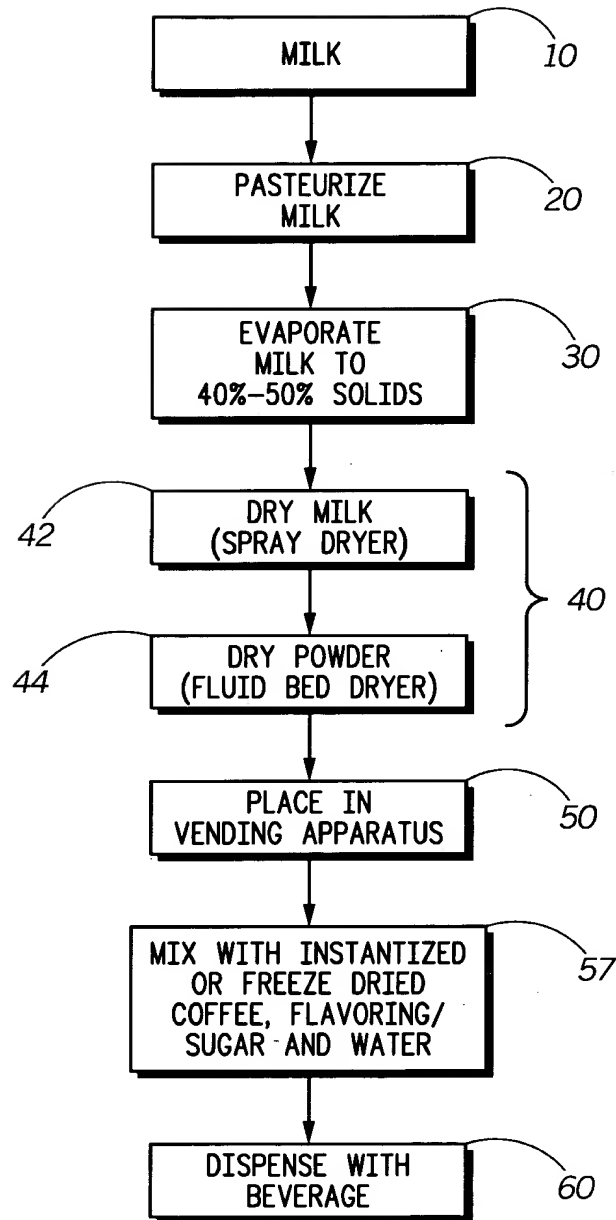 MILK
10
PASTEURIZE
MILK
20
EVAPORATE
MILK TO
40%-50% SOLIDS
30
DRY MILK
(SPRAY DRYER)
42
40
DRY POWDER
(FLUID BED DRYER)
44
PLACE IN
VENDING APPARATUS
50
MIX WITH INSTANTIZED
OR FREEZE DRIED
COFFEE, FLAVORING/
SUGAR AND WATER
57
DISPENSE WITH
BEVERAGE
60